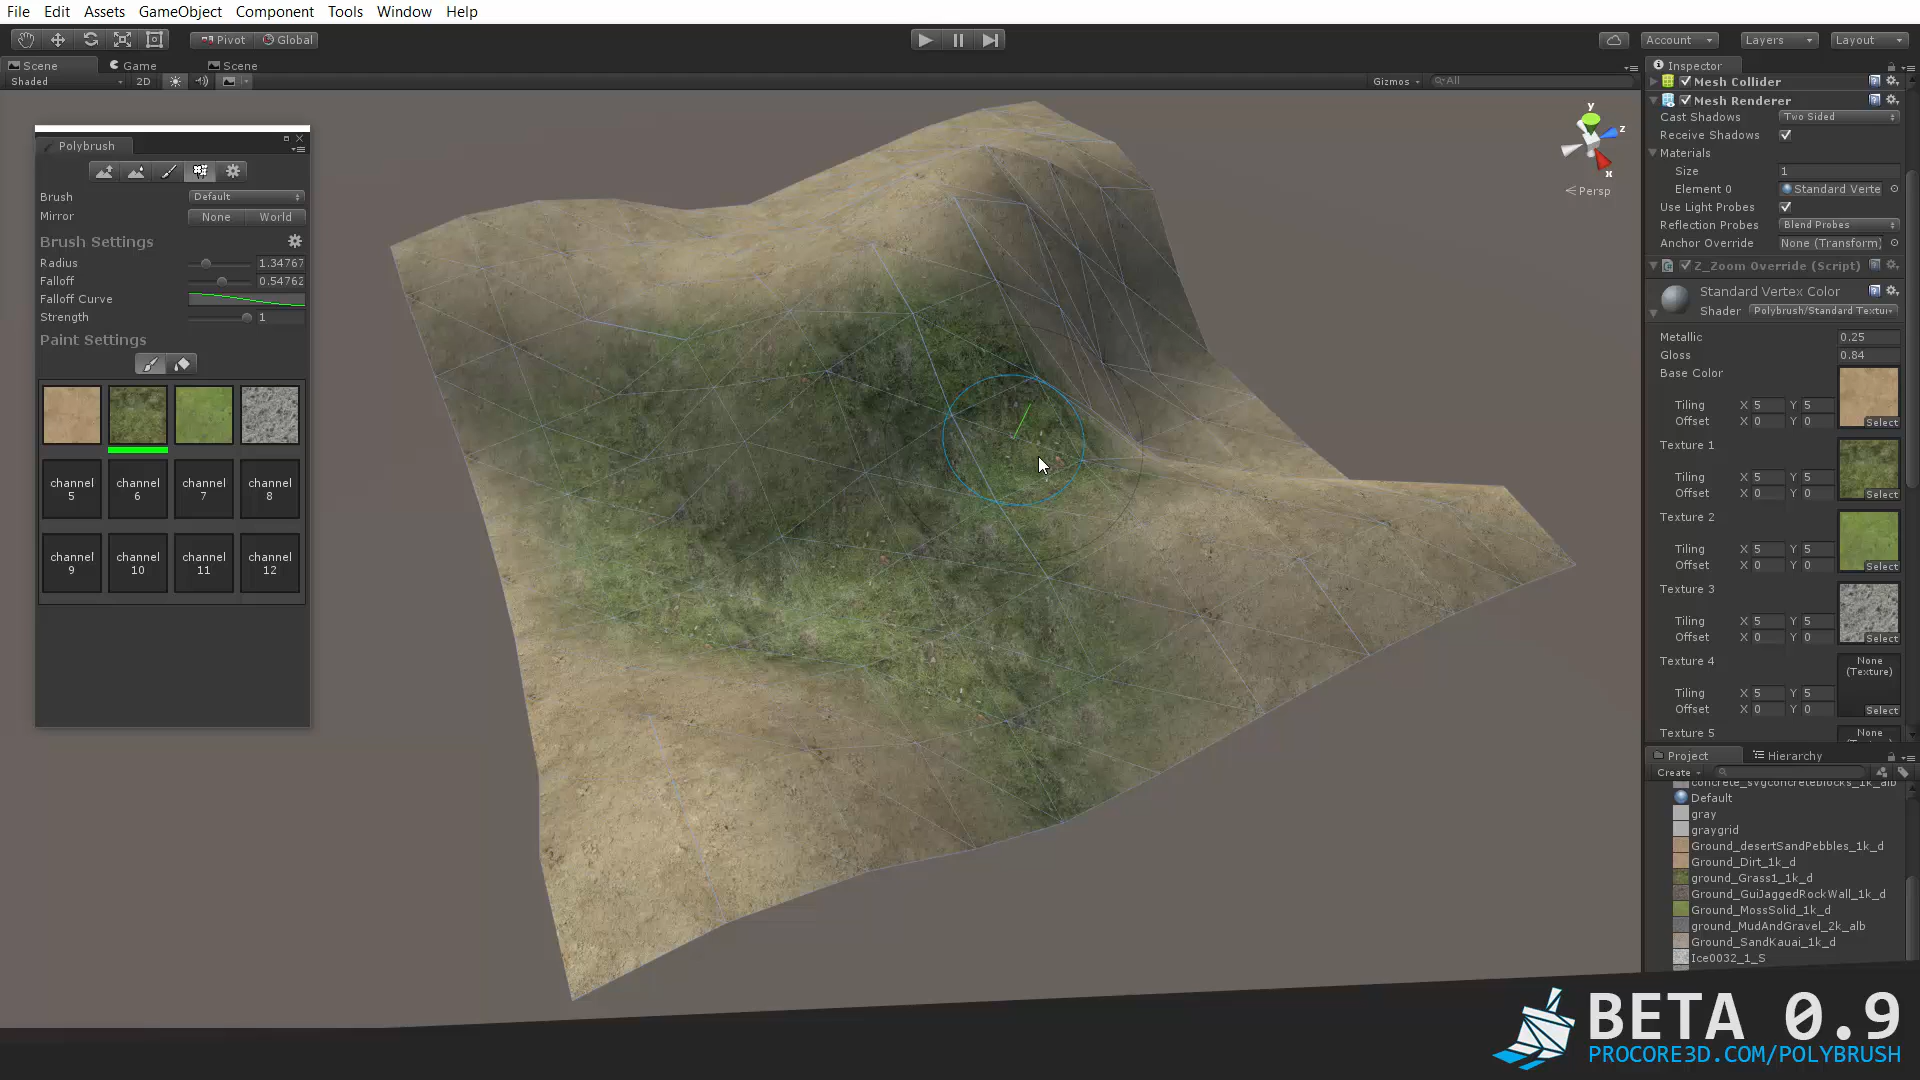 File Edit Assets GameObject Component Tools Window Help
Pivot Global
Account Layers Layout
Scene Game Scene
Shaded 2D Gizmos All
Polybrush
Brush Default
Mirror None World
Brush Settings
Radius 1.34767
Falloff 0.54762
Falloff Curve
Strength 1
Paint Settings
channel 5
channel 6
channel 7
channel 8
channel 9
channel 10
channel 11
channel 12
y
z
x
Persp
Inspector
Mesh Collider
Mesh Renderer
Cast Shadows Two Sided
Receive Shadows
Materials
Size 1
Element 0 Standard Verte
Use Light Probes
Reflection Probes Blend Probes
Anchor Override None (Transform)
Z_Zoom Override (Script)
Standard Vertex Color
Shader Polybrush/Standard Textur
Metallic 0.25
Gloss 0.84
Base Color
Tiling X 5 Y 5
Offset X 0 Y 0 Select
Texture 1
Tiling X 5 Y 5
Offset X 0 Y 0 Select
Texture 2
Tiling X 5 Y 5
Offset X 0 Y 0 Select
Texture 3
Tiling X 5 Y 5
Offset X 0 Y 0 Select
Texture 4 None (Texture)
Tiling X 5 Y 5
Offset X 0 Y 0 Select
Texture 5 None
Project Hierarchy
Create
concrete_svgconcreteblocks_1k_alb
Default
gray
graygrid
Ground_desertSandPebbles_1k_d
Ground_Dirt_1k_d
ground_Grass1_1k_d
Ground_GuiJaggedRockWall_1k_d
Ground_MossSolid_1k_d
ground_MudAndGravel_2k_alb
Ground_SandKauai_1k_d
Ice0032_1_S
BETA 0.9
PROCORE3D.COM/POLYBRUSH